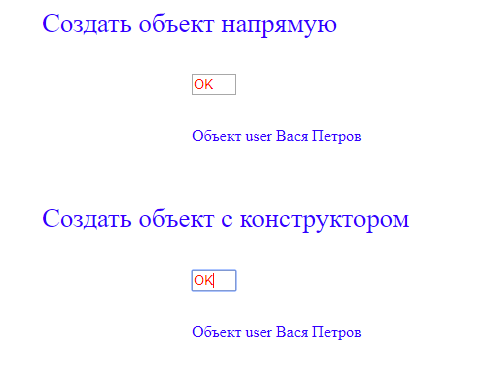 Создать объект напрямую
OK
Объект user Вася Петров
Создать объект с конструктором
OK
Объект user Вася Петров